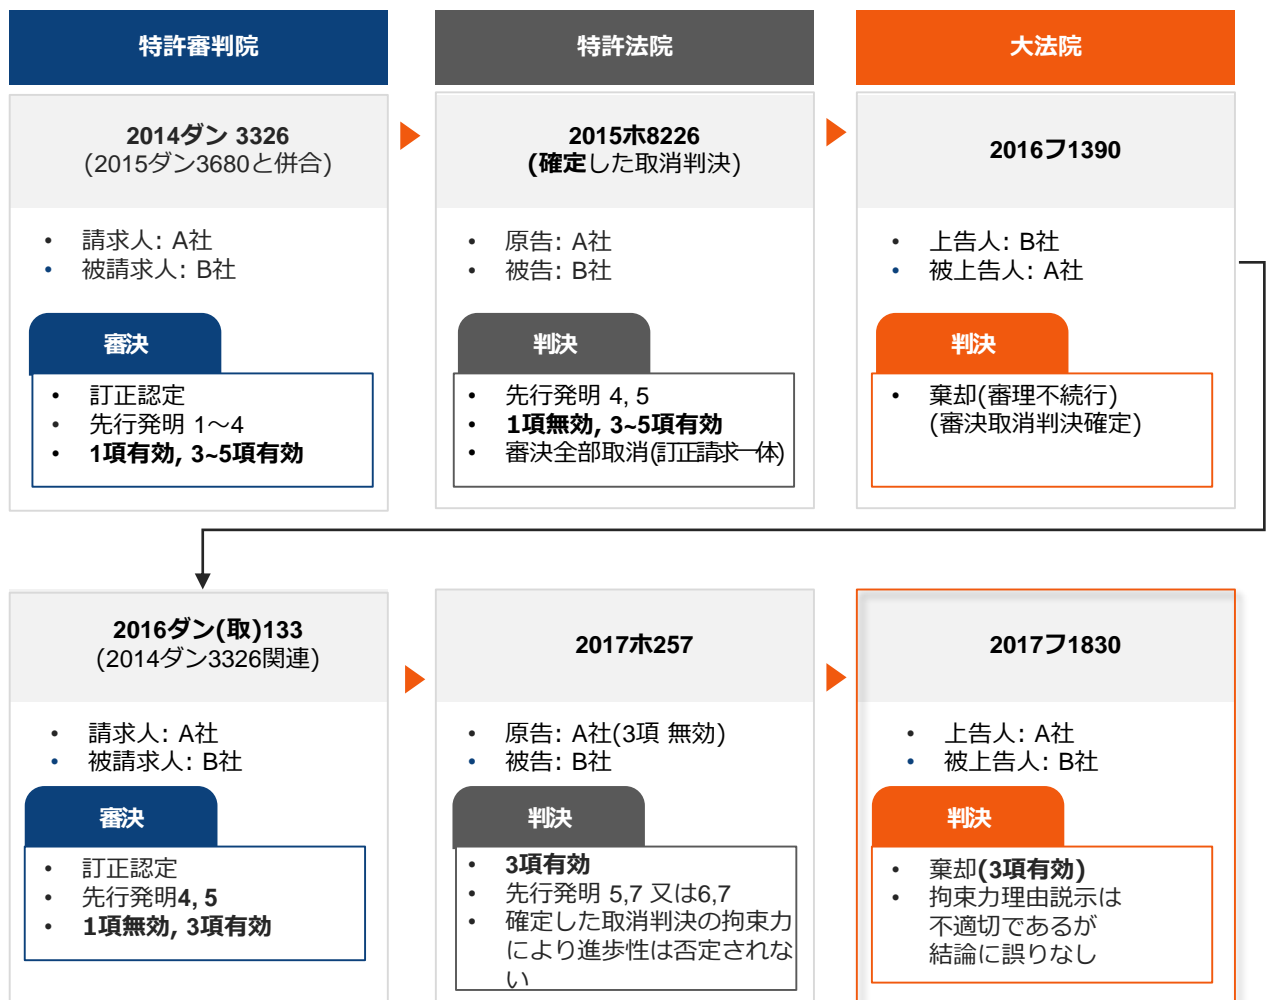 特許審判院
特許法院
大法院
2014ダン 3326
(2015ダン3680と併合)
• 請求人: A社
• 被請求人: B社
審決
• 訂正認定
• 先行発明 1～4
• 1項有効, 3~5項有効
2015ホ8226
(確定した取消判決)
• 原告: A社
• 被告: B社
判決
• 先行発明 4, 5
• 1項無効, 3~5項有効
• 審決全部取消(訂正請求一体)
2016フ1390
• 上告人: B社
• 被上告人: A社
判決
• 棄却(審理不続行)
(審決取消判決確定)
2016ダン(取)133
(2014ダン3326関連)
• 請求人: A社
• 被請求人: B社
審決
• 訂正認定
• 先行発明4, 5
• 1項無効, 3項有効
2017ホ257
• 原告: A社(3項 無効)
• 被告: B社
判決
• 3項有効
• 先行発明 5,7 又は6,7
• 確定した取消判決の拘束力
により進歩性は否定されな
い
2017フ1830
• 上告人: A社
• 被上告人: B社
判決
• 棄却(3項有効)
• 拘束力理由説示は
不適切であるが
結論に誤りなし